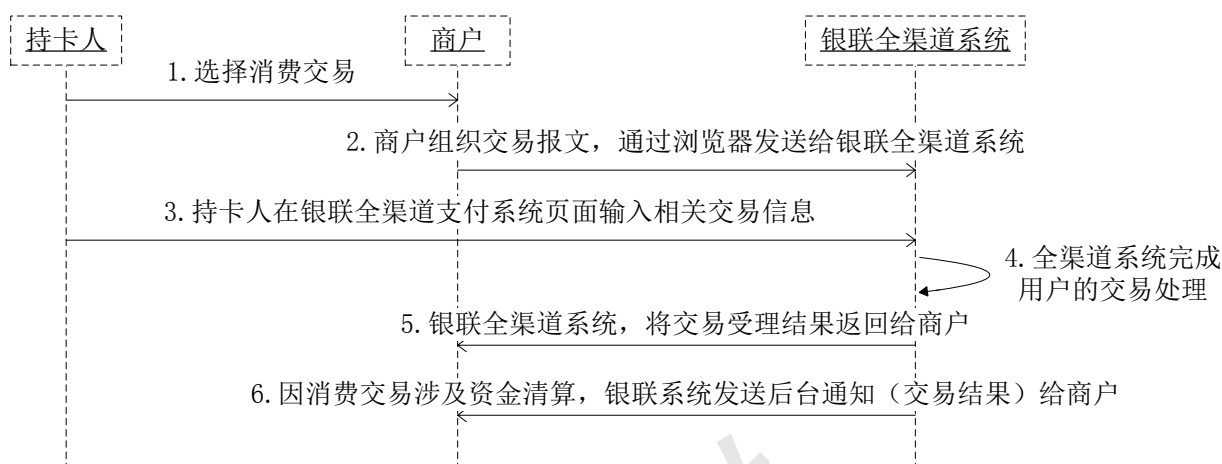 持卡人
商户
银联全渠道系统
1.选择消费交易
2.商户组织交易报文，通过浏览器发送给银联全渠道系统
3.持卡人在银联全渠道支付系统页面输入相关交易信息
4.全渠道系统完成
用户的交易处理
5.银联全渠道系统，将交易受理结果返回给商户
6.因消费交易涉及资金清算，银联系统发送后台通知（交易结果）给商户